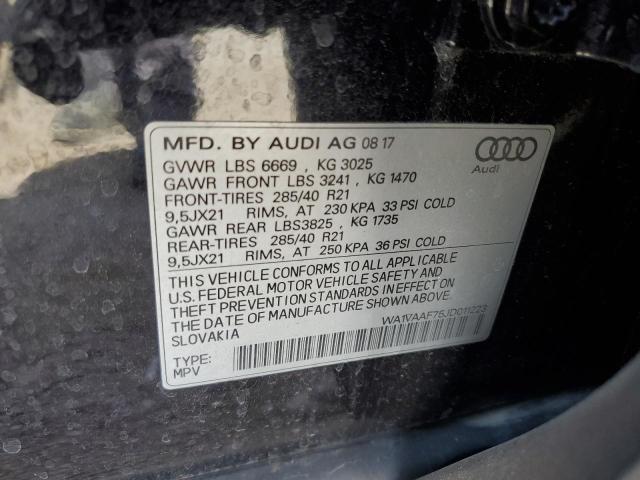 MFD. BY AUDI AG 08 17
GVWR LBS 6669 , KG 3025
GAWR FRONT LBS 3241 , KG 1470
FRONT-TIRES 285/40 R21
9,5JX21 RIMS, AT 230 KPA 33 PSI COLD
GAWR REAR LBS3825 , KG 1735
REAR-TIRES 285/40 R21
9,5JX21 RIMS, AT 250 KPA 36 PSI COLD
THIS VEHICLE CONFORMS TO ALL APPLICABLE
U.S. FEDERAL MOTOR VEHICLE SAFETY AND
THEFT PREVENTION STANDARDS IN EFFECT ON
DATE OF MANUFACTURE SHOWN ABOVE.
SLOVAKIA
WA1VAAF75JD011223
TYPE:
MPV
Audi